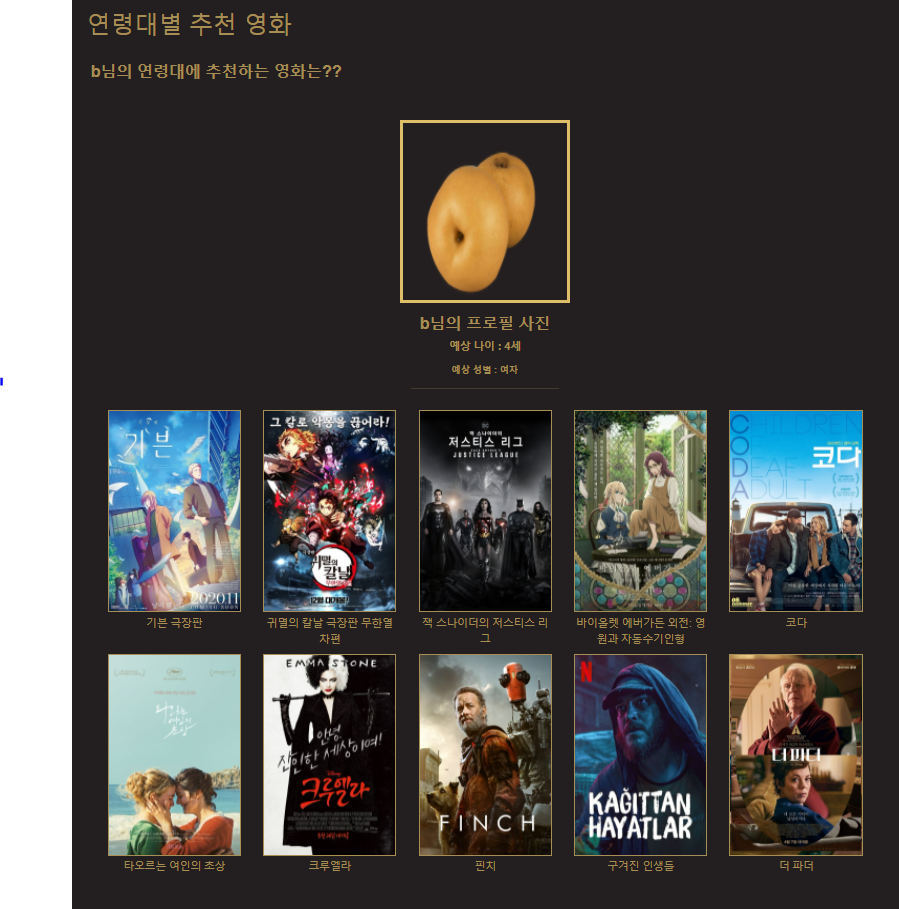 연령대별 추천 영화
b님의 연령대에 추천하는 영화는??
b님의 프로필 사진
예상 나이 : 4세
예상 성별 : 여자
기븐
202011
그 칼로 악몽을 끊어라!
귀멸의
칼날
12월 대개봉!
잭 스나이더의
저스티스 리그
JUSTICE LEAGUE
CHILDREN
OF
DEAF
ADULT
코다
기븐 극장판
귀멸의 칼날 극장판 무한열
차편
잭 스나이더의 저스티스 리
그
바이올렛 에버가든 외전: 영
원과 자동수기인형
코다
타오르는
여인의
초상
EMMA STONE
안녕
잔인한 세상이여!
크루엘라
FINCH
N
KAĞITTAN
HAYATLAR
더 파더
타오르는 여인의 초상
크루엘라
핀치
구겨진 인생들
더 파더